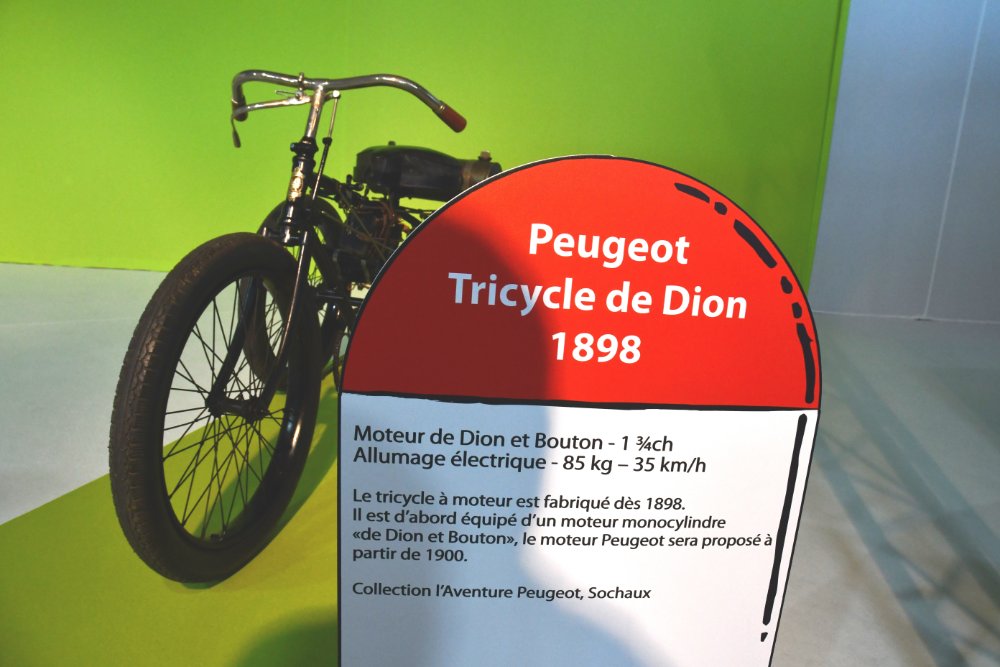 Peugeot
Tricycle de Dion
1898
Moteur de Dion et Bouton - 1 ¾ch
Allumage électrique - 85 kg – 35 km/h
Le tricycle à moteur est fabriqué dès 1898.
Il est d'abord équipé d'un moteur monocylindre
«de Dion et Bouton», le moteur Peugeot sera proposé à
partir de 1900.
Collection l'Aventure Peugeot, Sochaux